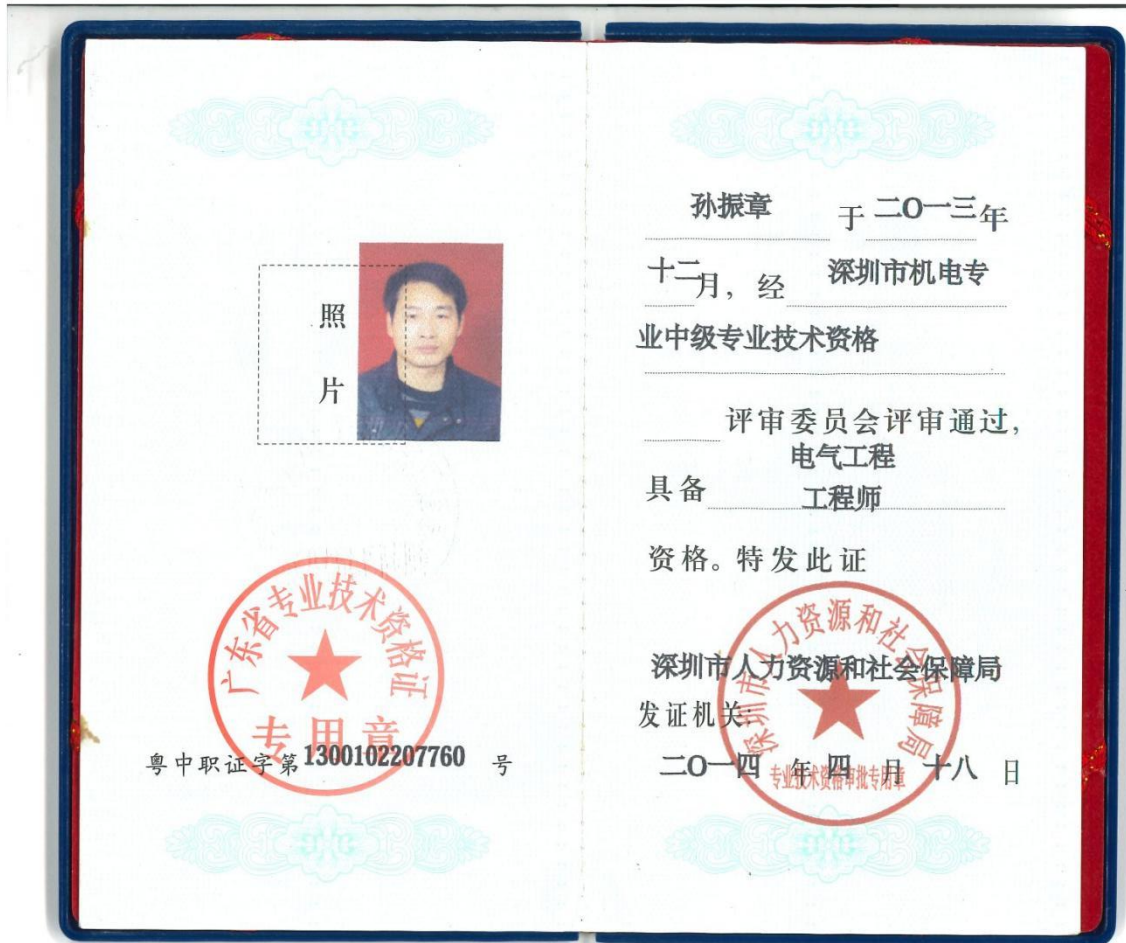 照
片
广东省专业技术资格证
专用章
粤中职证字第1300102207760 号
孙振章 于 二〇一三年
十二月，经 深圳市机电专
业中级专业技术资格
评审委员会评审通过，
电气工程
具备 工程师
资格。特发此证
深圳市人力资源和社会保障局
深圳市人力资源和社会保障局
发证机关：
二〇一四 年 四 月 十八 日
专业技术资格审批专用章